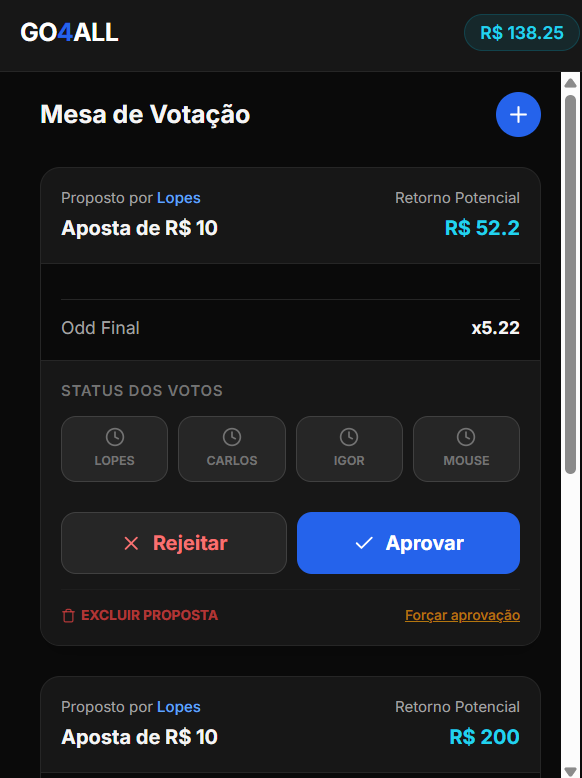 GO4ALL
R$ 138.25
Mesa de Votação
Proposto por Lopes
Retorno Potencial
Aposta de R$ 10
R$ 52.2
Odd Final
x5.22
STATUS DOS VOTOS
LOPES
CARLOS
IGOR
MOUSE
Rejeitar
Aprovar
EXCLUIR PROPOSTA
Forçar aprovação
Proposto por Lopes
Retorno Potencial
Aposta de R$ 10
R$ 200